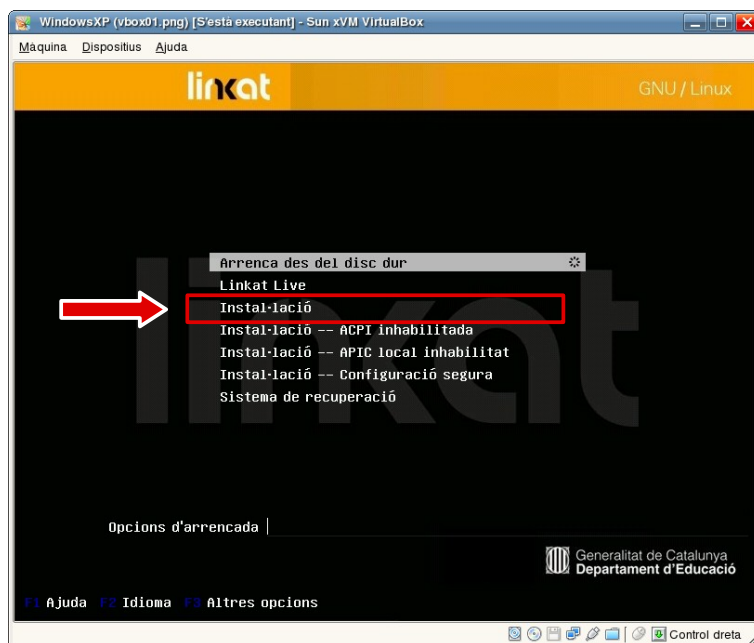 WindowsXP (vbox01.png) [S'està executant] - Sun xVM VirtualBox
Màquina Dispositius Ajuda
linkat GNU / Linux
Arrenca des del disc dur
Linkat Live
Instal·lació
Instal·lació -- ACPI inhabilitada
Instal·lació -- APIC local inhabilitat
Instal·lació -- Configuració segura
Sistema de recuperació
linkat
Opcions d'arrencada
Generalitat de Catalunya
Departament d'Educació
F1 Ajuda F2 Idioma F3 Altres opcions
Control dreta